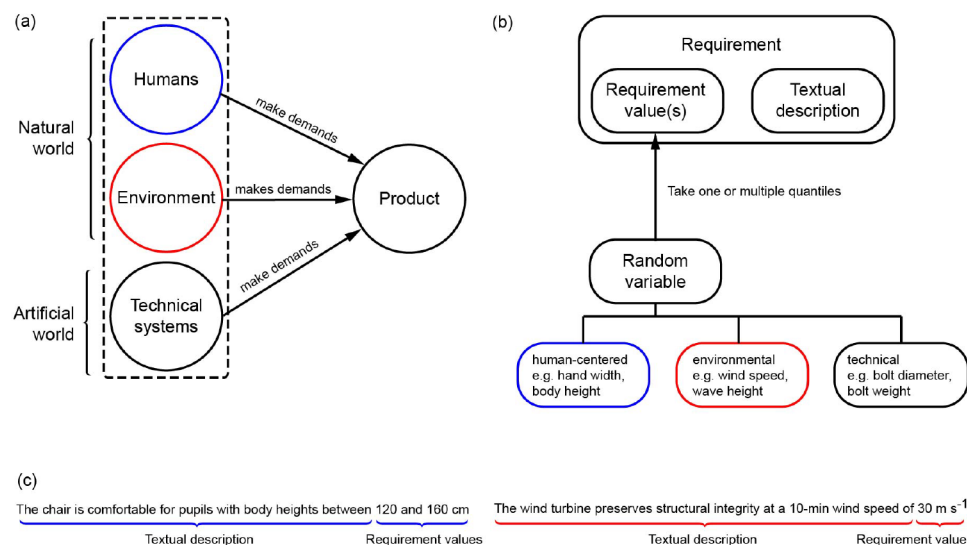 (a)
Humans
Natural
world
make demands
Environment
makes demands
Product
make demands
Artificial
world
Technical
systems
(b)
Requirement
Requirement
value(s)
Textual
description
Take one or multiple quantiles
Random
variable
human-centered
e.g. hand width,
body height
environmental
e.g. wind speed,
wave height
technical
e.g. bolt diameter,
bolt weight
(c)
The chair is comfortable for pupils with body heights between 120 and 160 cm
Textual description
Requirement values
The wind turbine preserves structural integrity at a 10-min wind speed of 30 m s⁻¹
Textual description
Requirement value